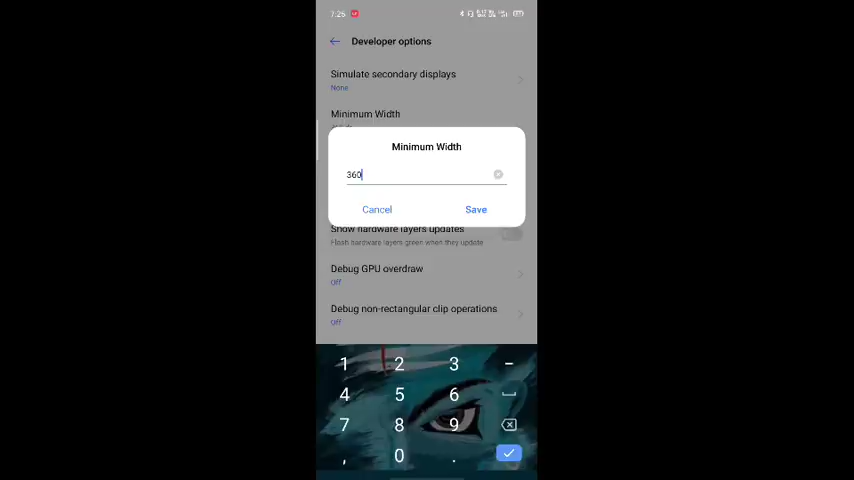 7:25
Developer options
Simulate secondary displays
None
Minimum Width
Minimum Width
360
Cancel
Save
Show hardware layers updates
Flash hardware layers green when they update
Debug GPU overdraw
Off
Debug non-rectangular clip operations
Off
1 2 3 -
4 5 6
7 8 9
, 0 .